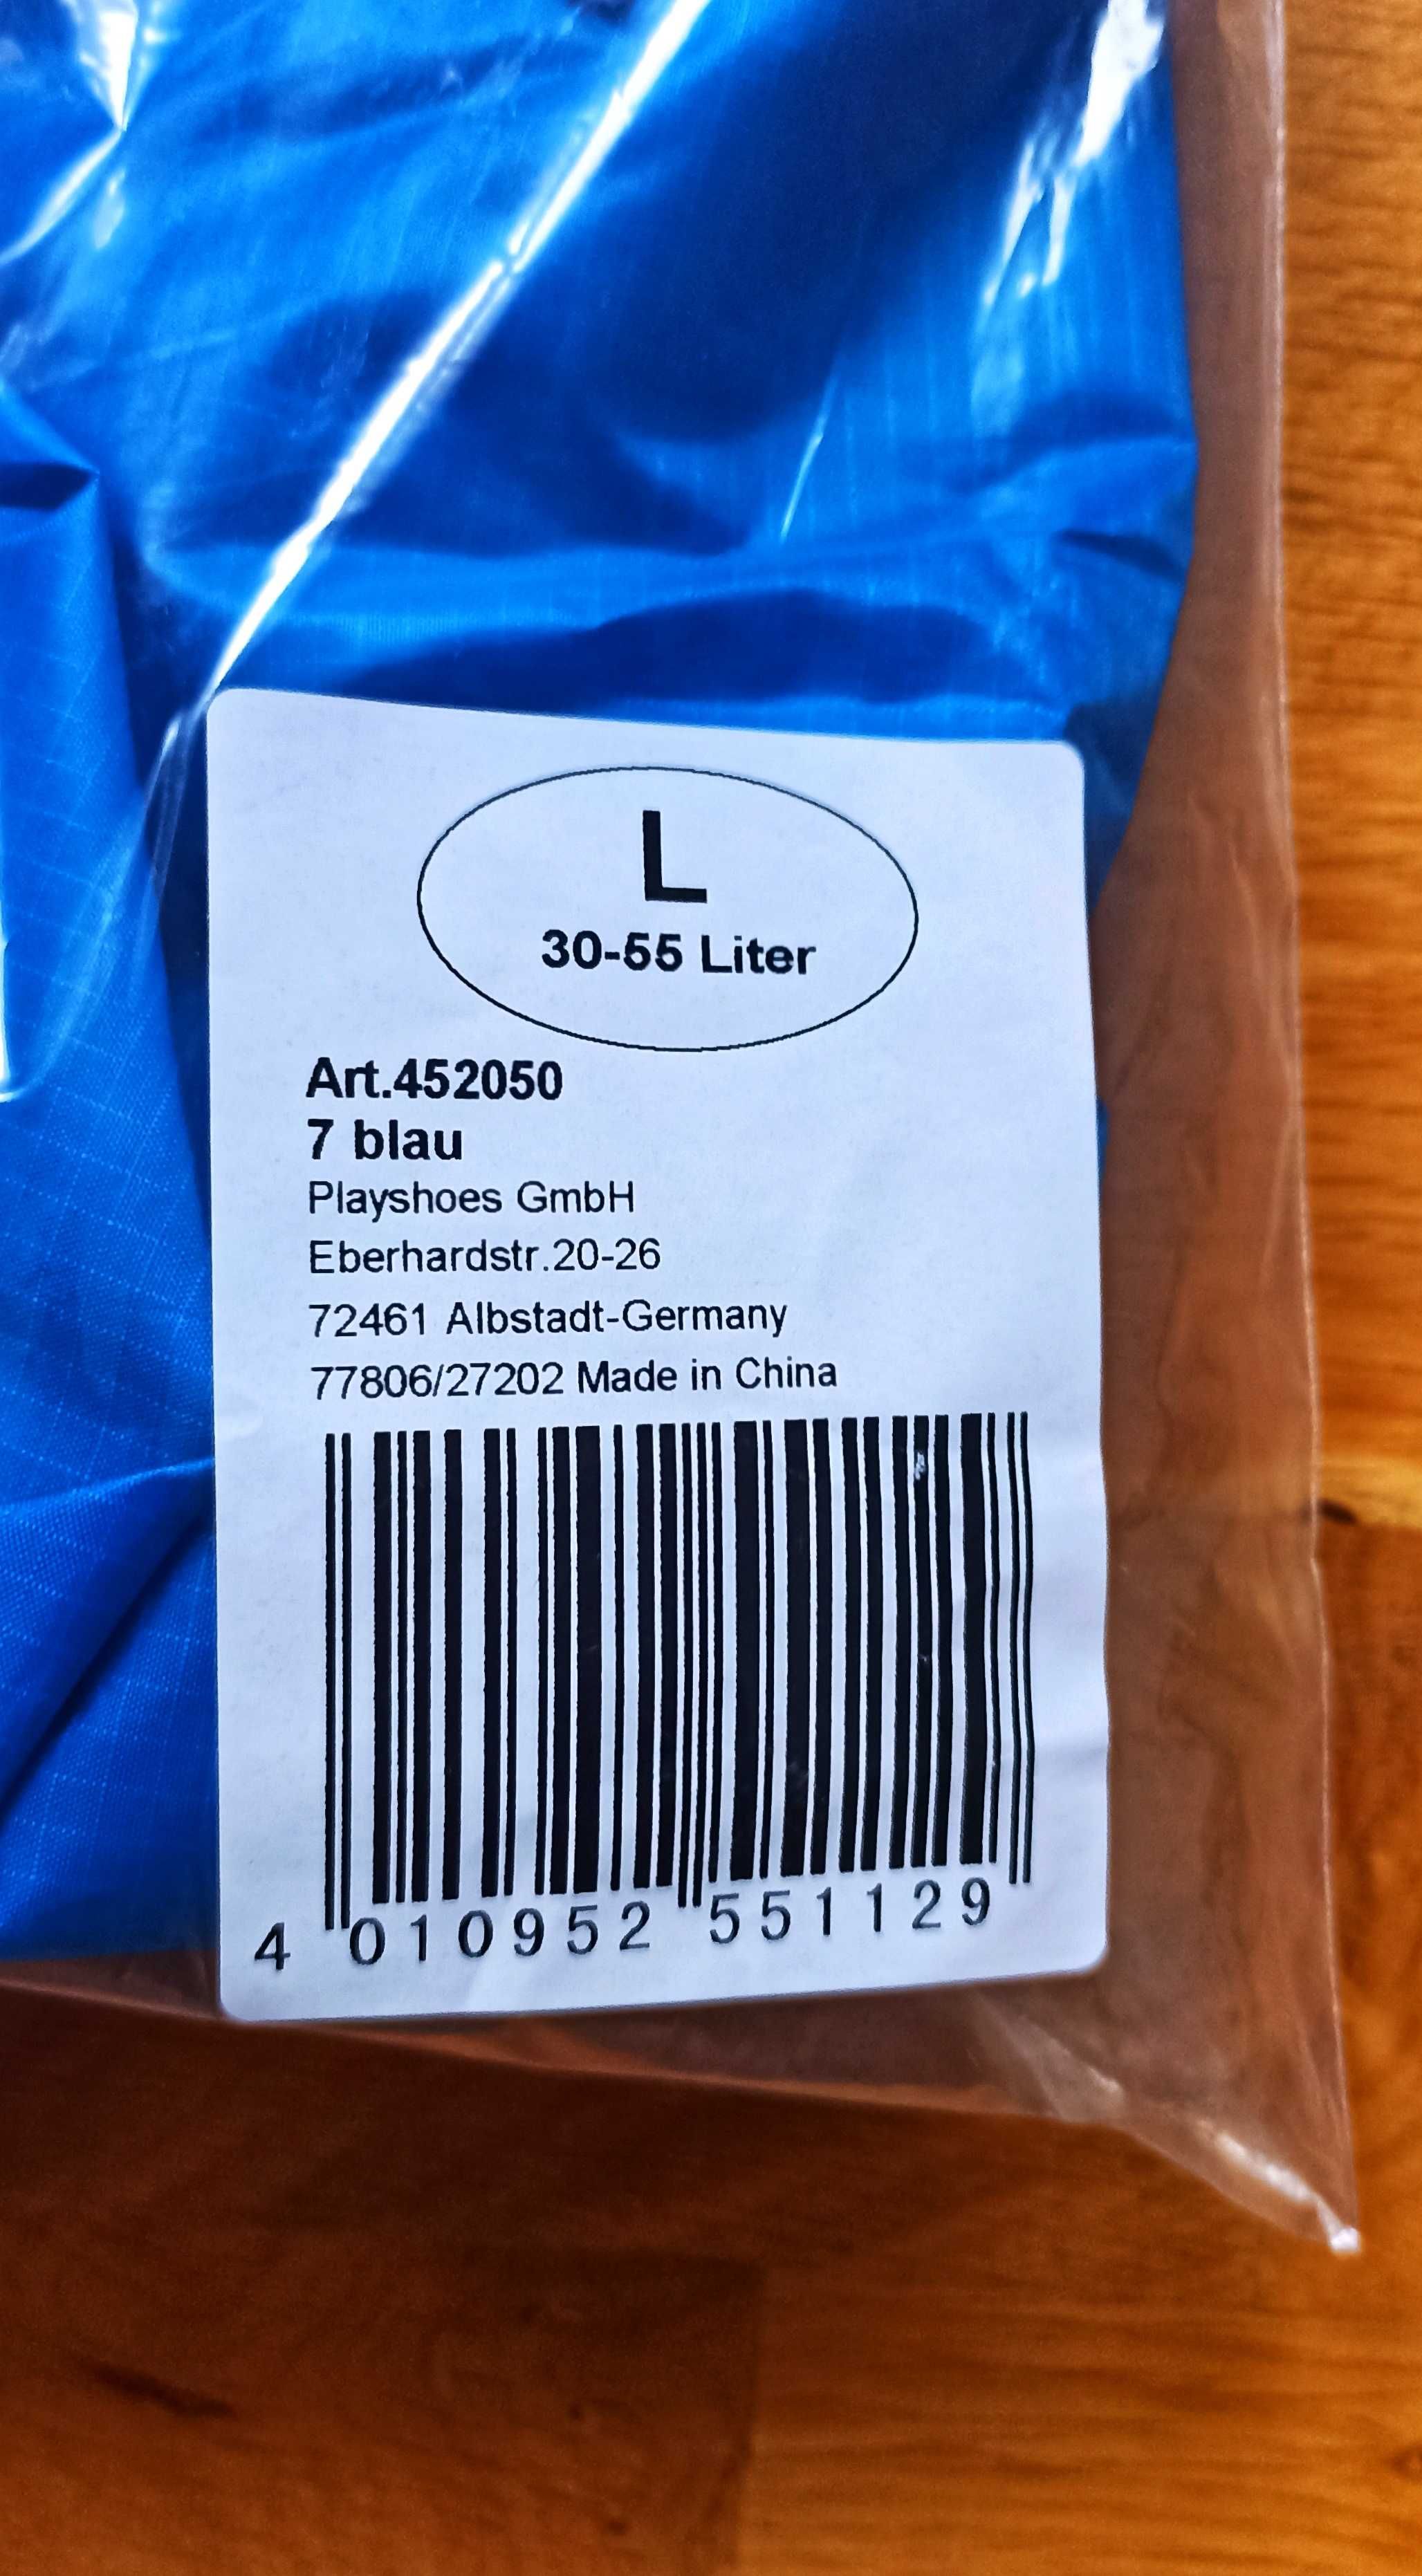 L
30-55 Liter
Art.452050
7 blau
Playshoes GmbH
Eberhardstr.20-26
72461 Albstadt-Germany
77806/27202 Made in China
4 010952 551129